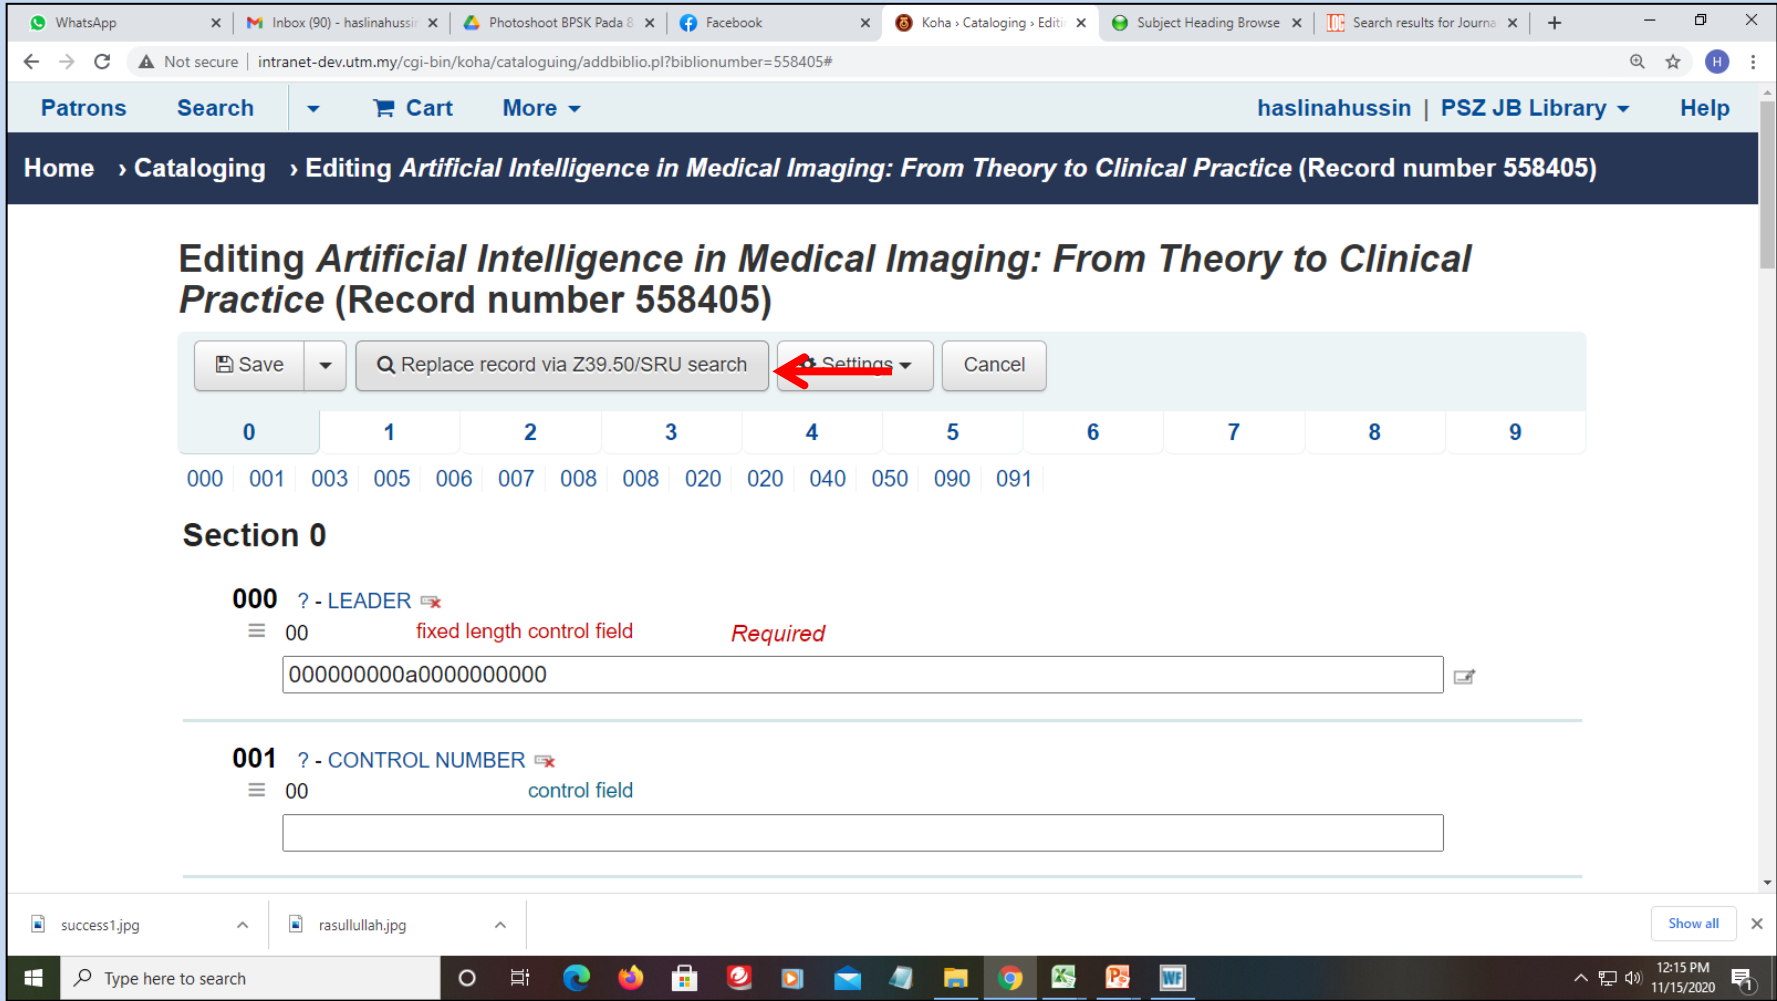 WhatsApp
Inbox (90) - haslinahussin
Photoshoot BPSK Pada 8
Facebook
Koha › Cataloging › Editin
Subject Heading Browse
Search results for Journa
Not secure | intranet-dev.utm.my/cgi-bin/koha/cataloguing/addbiblio.pl?biblionumber=558405#
H
Patrons Search Cart More haslinahussin | PSZ JB Library Help
Home › Cataloging › Editing Artificial Intelligence in Medical Imaging: From Theory to Clinical Practice (Record number 558405)
Editing Artificial Intelligence in Medical Imaging: From Theory to Clinical
Practice (Record number 558405)
Save Replace record via Z39.50/SRU search Settings Cancel
0 1 2 3 4 5 6 7 8 9
000 001 003 005 006 007 008 008 020 020 040 050 090 091
Section 0
000 ? - LEADER
00 fixed length control field Required
000000000a0000000000
001 ? - CONTROL NUMBER
00 control field
success1.jpg
rasullullah.jpg
Show all
Type here to search
WF
12:15 PM
11/15/2020
1